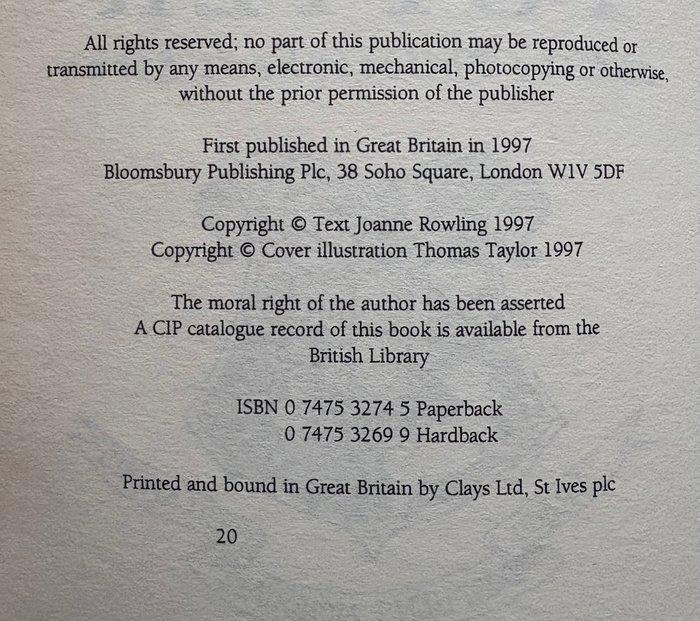 All rights reserved; no part of this publication may be reproduced or
transmitted by any means, electronic, mechanical, photocopying or otherwise,
without the prior permission of the publisher
First published in Great Britain in 1997
Bloomsbury Publishing Plc, 38 Soho Square, London W1V 5DF
Copyright © Text Joanne Rowling 1997
Copyright © Cover illustration Thomas Taylor 1997
The moral right of the author has been asserted
A CIP catalogue record of this book is available from the
British Library
ISBN 0 7475 3274 5 Paperback
0 7475 3269 9 Hardback
Printed and bound in Great Britain by Clays Ltd, St Ives plc
20